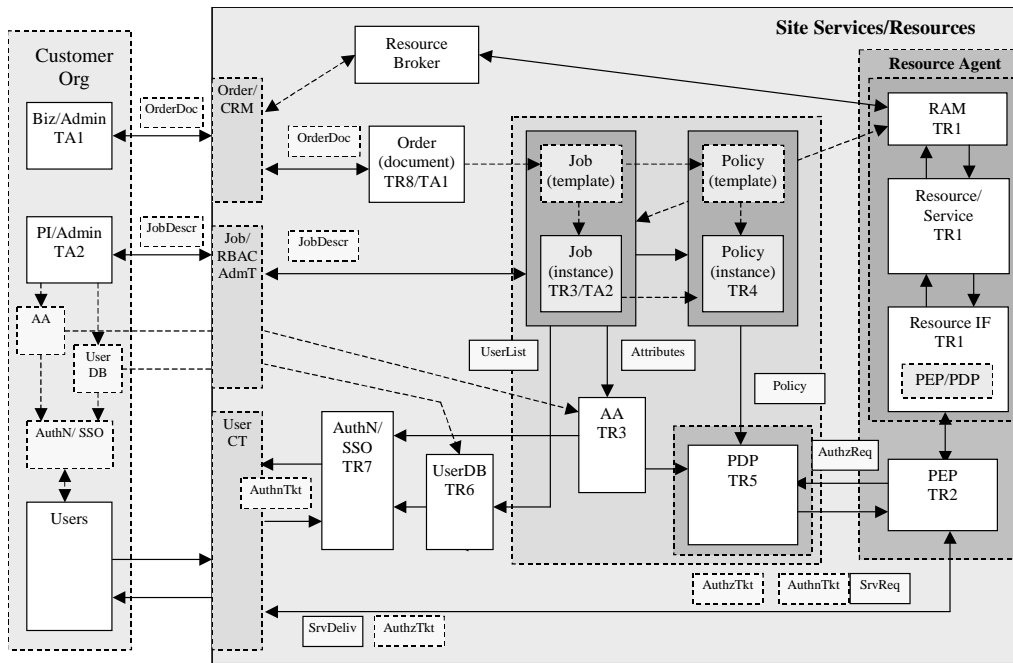 Site Services/Resources
Customer
Org
Biz/Admin
TA1
OrderDoc
Order/
CRM
Resource
Broker
OrderDoc
Order
(document)
TR8/TA1
Job
(template)
Policy
(template)
Resource Agent
RAM
TR1
Resource/
Service
TR1
Resource IF
TR1
PEP/PDP
PI/Admin
TA2
JobDescr
Job/
RBAC
AdmT
JobDescr
Job
(instance)
TR3/TA2
Policy
(instance)
TR4
AA
User
DB
UserList
Attributes
Policy
AuthN/ SSO
User
CT
AuthN/
SSO
TR7
UserDB
TR6
AA
TR3
PDP
TR5
AuthzReq
PEP
TR2
AuthnTkt
Users
AuthzTkt
AuthnTkt
SrvReq
SrvDeliv
AuthzTkt